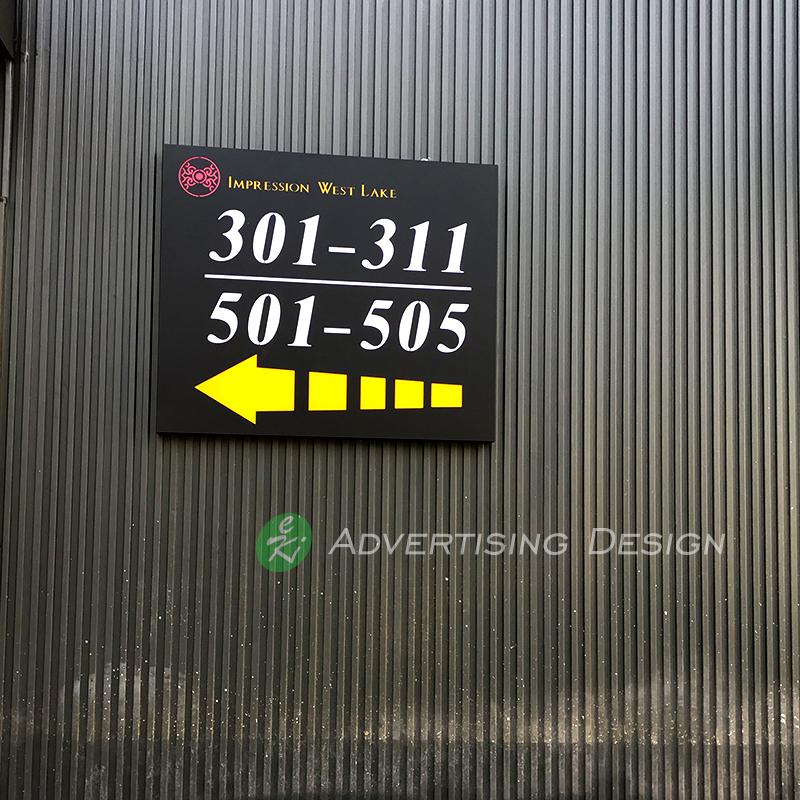 IMPRESSION WEST LAKE
301-311
501-505
eKi ADVERTISING DESIGN